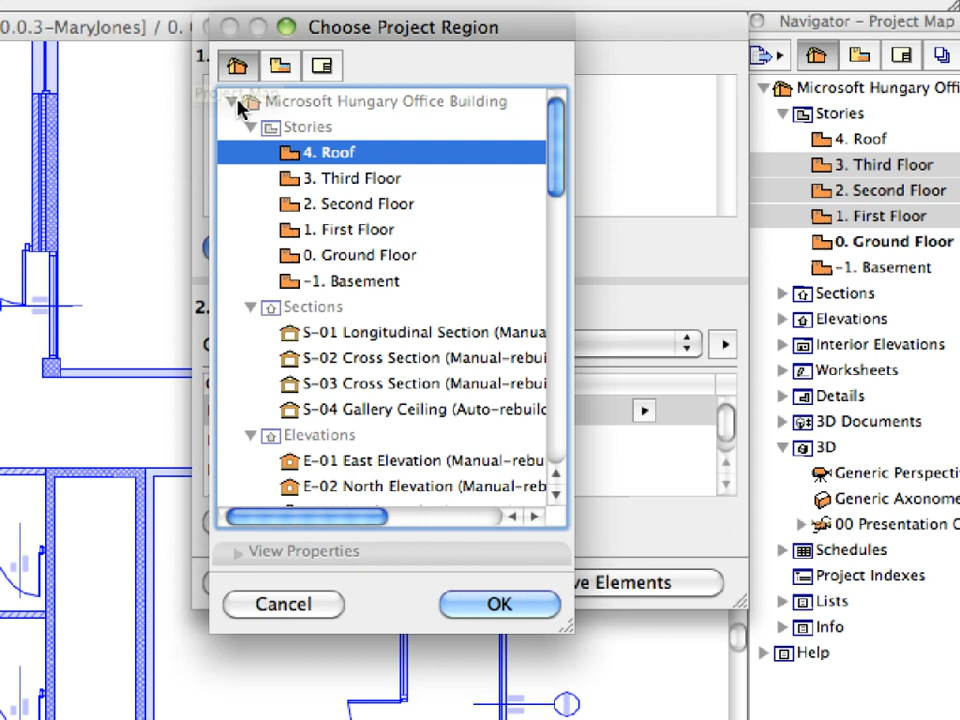 0.0.3-MaryJones] / 0.
Choose Project Region
Navigator - Project Map
1.
Project Map
Microsoft Hungary Office Building
Stories
4. Roof
3. Third Floor
2. Second Floor
1. First Floor
0. Ground Floor
-1. Basement
Sections
S-01 Longitudinal Section (Manua
S-02 Cross Section (Manual-rebui
S-03 Cross Section (Manual-rebui
S-04 Gallery Ceiling (Auto-rebuild
Elevations
E-01 East Elevation (Manual-rebu
E-02 North Elevation (Manual-reb
View Properties
Cancel
OK
2.
ve Elements
Microsoft Hungary Offi
Stories
4. Roof
3. Third Floor
2. Second Floor
1. First Floor
0. Ground Floor
-1. Basement
Sections
Elevations
Interior Elevations
Worksheets
Details
3D Documents
3D
Generic Perspecti
Generic Axonome
00 Presentation C
Schedules
Project Indexes
Lists
Info
Help